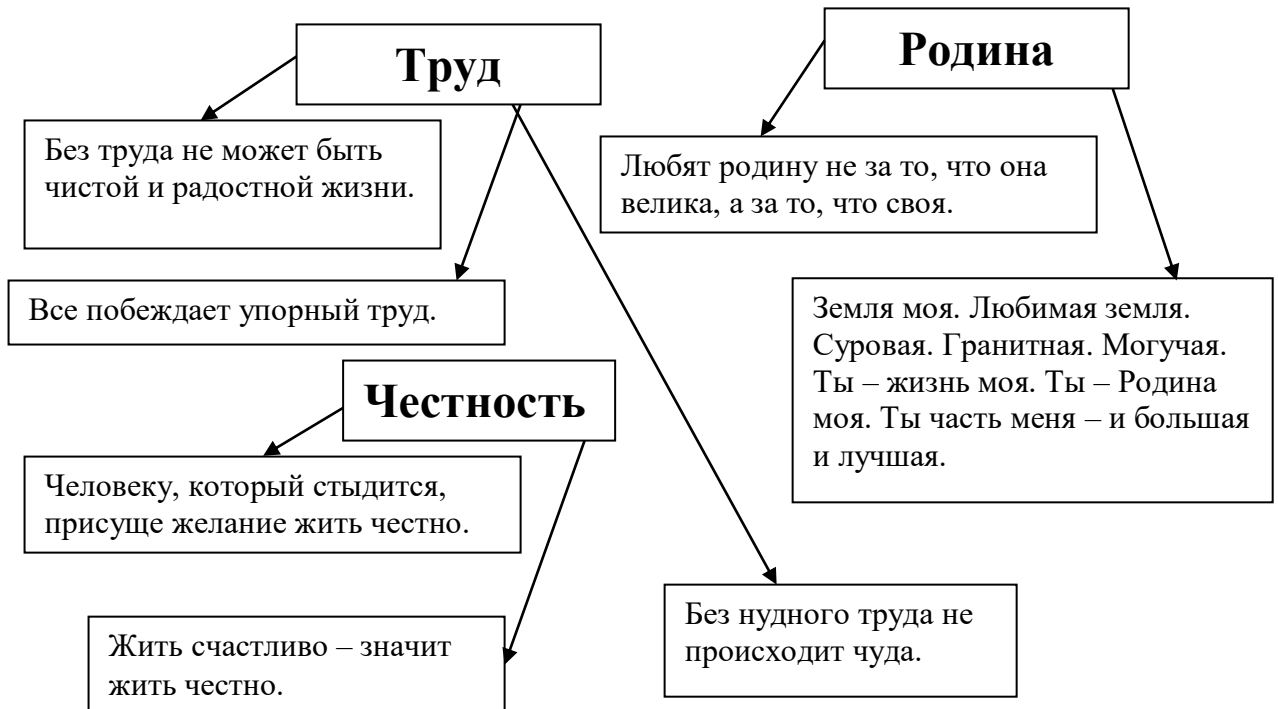 Труд
Родина
Без труда не может быть
чистой и радостной жизни.
Любят родину не за то, что она
велика, а за то, что своя.
Все побеждает упорный труд.
Земля моя. Любимая земля.
Суровая. Гранитная. Могучая.
Ты – жизнь моя. Ты – Родина
моя. Ты часть меня – и большая
и лучшая.
Честность
Человеку, который стыдится,
присуще желание жить честно.
Без нудного труда не
происходит чуда.
Жить счастливо – значит
жить честно.